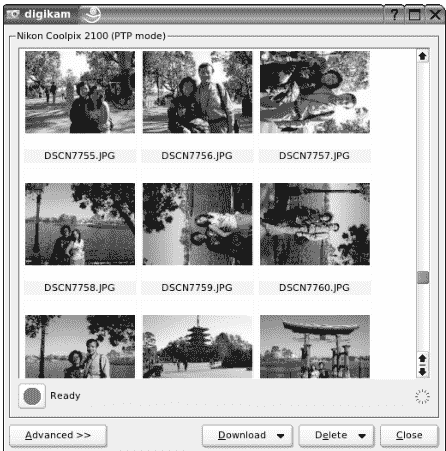 digikam
Nikon Coolpix 2100 (PTP mode)
DSCN7755.JPG DSCN7756.JPG DSCN7757.JPG
DSCN7758.JPG DSCN7759.JPG DSCN7760.JPG
Ready
Advanced >> Download Delete Close